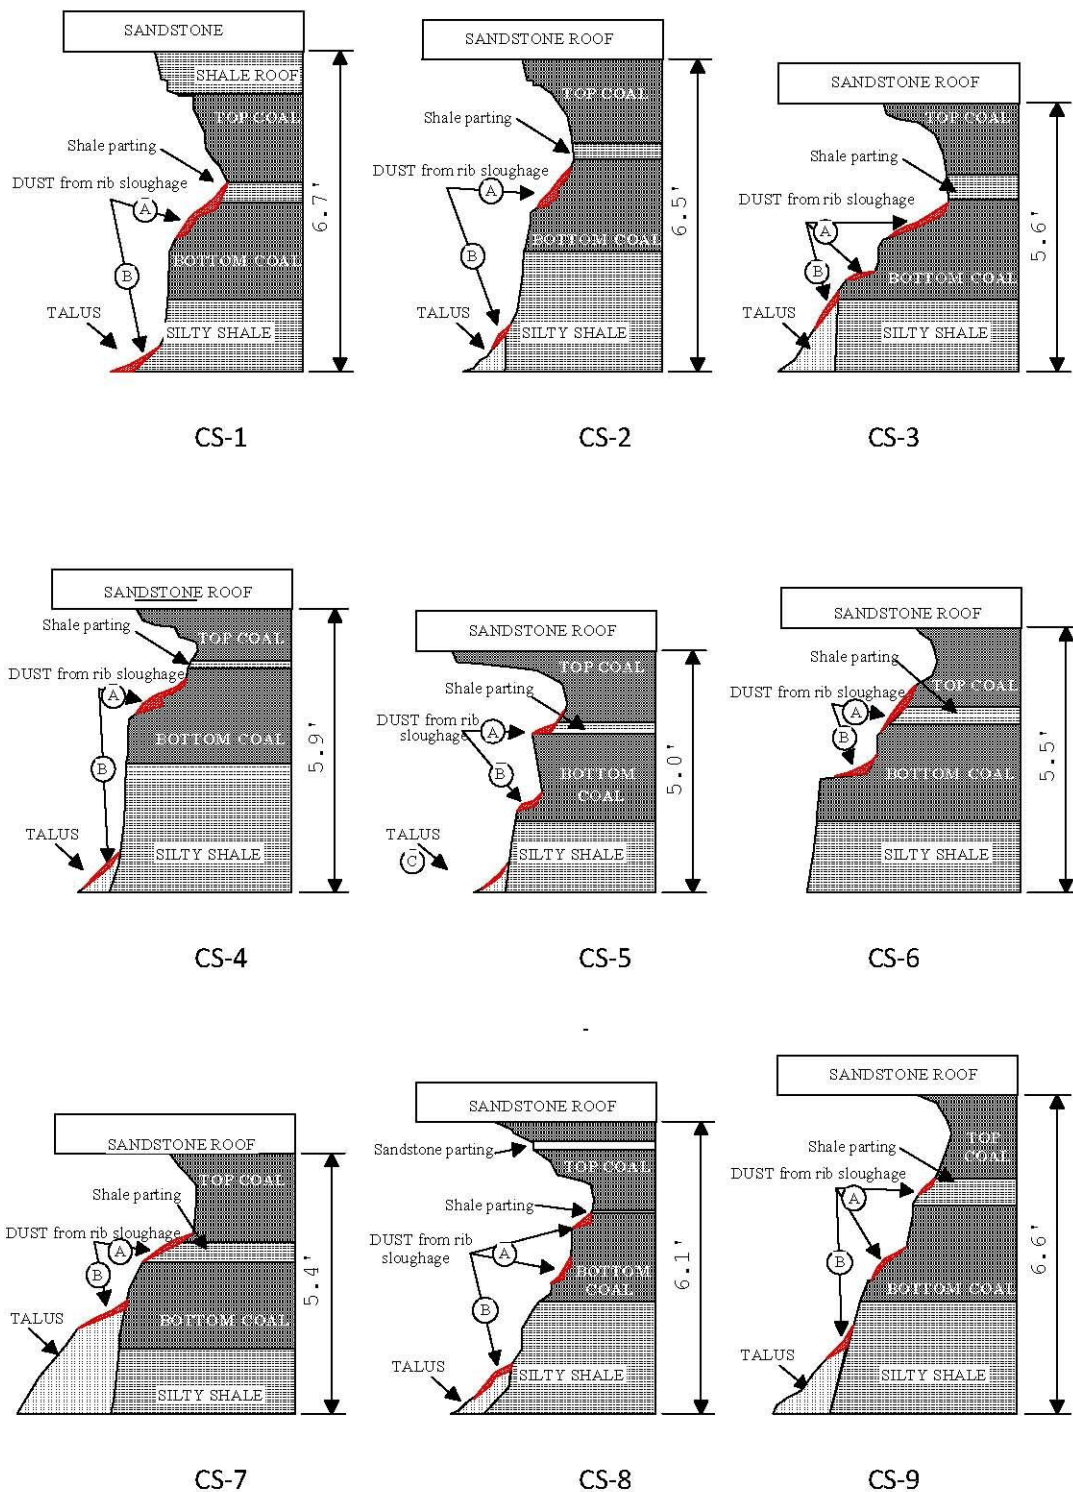 SANDSTONE
SHALE ROOF
TOP COAL
Shale parting
DUST from rib sloughage
A
BOTTOM COAL
B
TALUS
SILTY SHALE
6.7'
CS-1
SANDSTONE ROOF
TOP COAL
Shale parting
DUST from rib sloughage
A
BOTTOM COAL
B
TALUS
SILTY SHALE
6.5'
CS-2
SANDSTONE ROOF
TOP COAL
Shale parting
DUST from rib sloughage
A
B
BOTTOM COAL
TALUS
SILTY SHALE
5.6'
CS-3
SANDSTONE ROOF
Shale parting
TOP COAL
DUST from rib sloughage
A
BOTTOM COAL
B
TALUS
SILTY SHALE
5.9'
CS-4
SANDSTONE ROOF
TOP COAL
Shale parting
DUST from rib
sloughage
A
B
BOTTOM
COAL
TALUS
C
SILTY SHALE
5.0'
CS-5
SANDSTONE ROOF
Shale parting
TOP COAL
DUST from rib sloughage
A
B
BOTTOM COAL
SILTY SHALE
5.5'
CS-6
-
SANDSTONE ROOF
TOP COAL
Shale parting
DUST from rib sloughage
A
B
TALUS
BOTTOM COAL
SILTY SHALE
5.4'
CS-7
SANDSTONE ROOF
Sandstone parting
TOP COAL
Shale parting
DUST from rib
sloughage
A
BOTTOM
COAL
B
TALUS
SILTY SHALE
6.1'
CS-8
SANDSTONE ROOF
TOP
COAL
Shale parting
DUST from rib sloughage
A
B
BOTTOM COAL
TALUS
SILTY SHALE
6.6'
CS-9